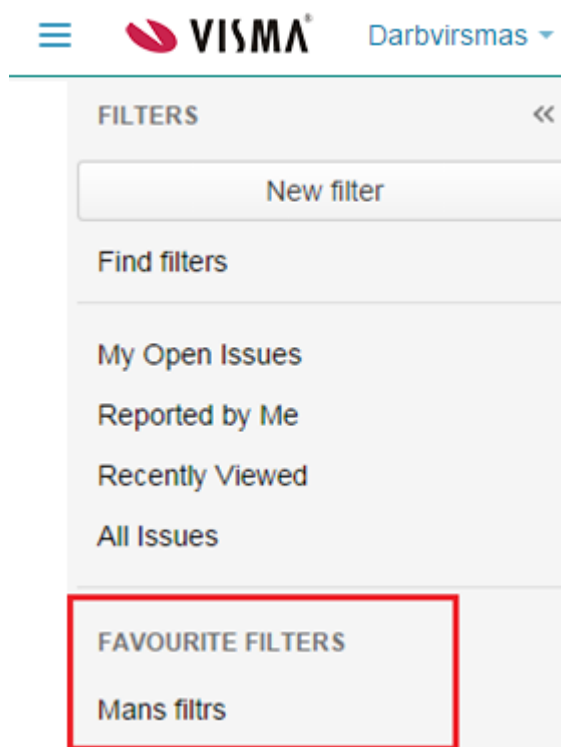 VISMA® Darbvirsmas
FILTERS
New filter
Find filters
My Open Issues
Reported by Me
Recently Viewed
All Issues
FAVOURITE FILTERS
Mans filtrs